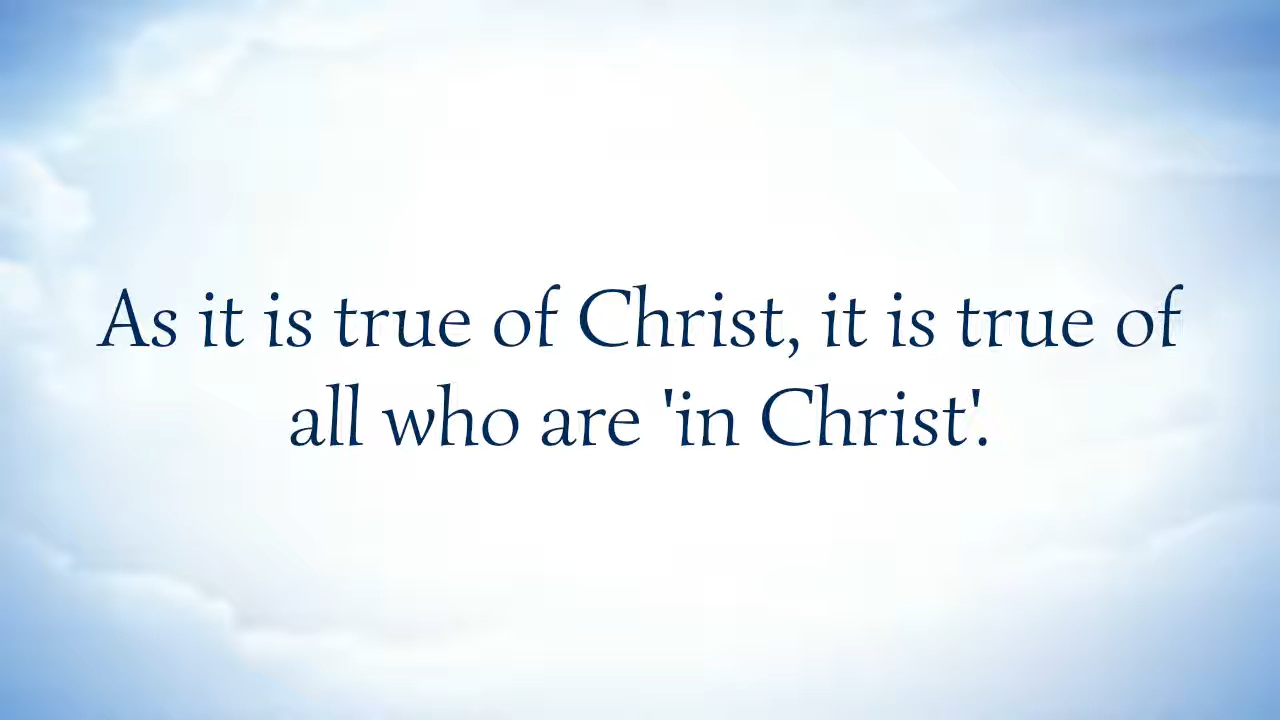 As it is true of Christ, it is true of
all who are 'in Christ'.